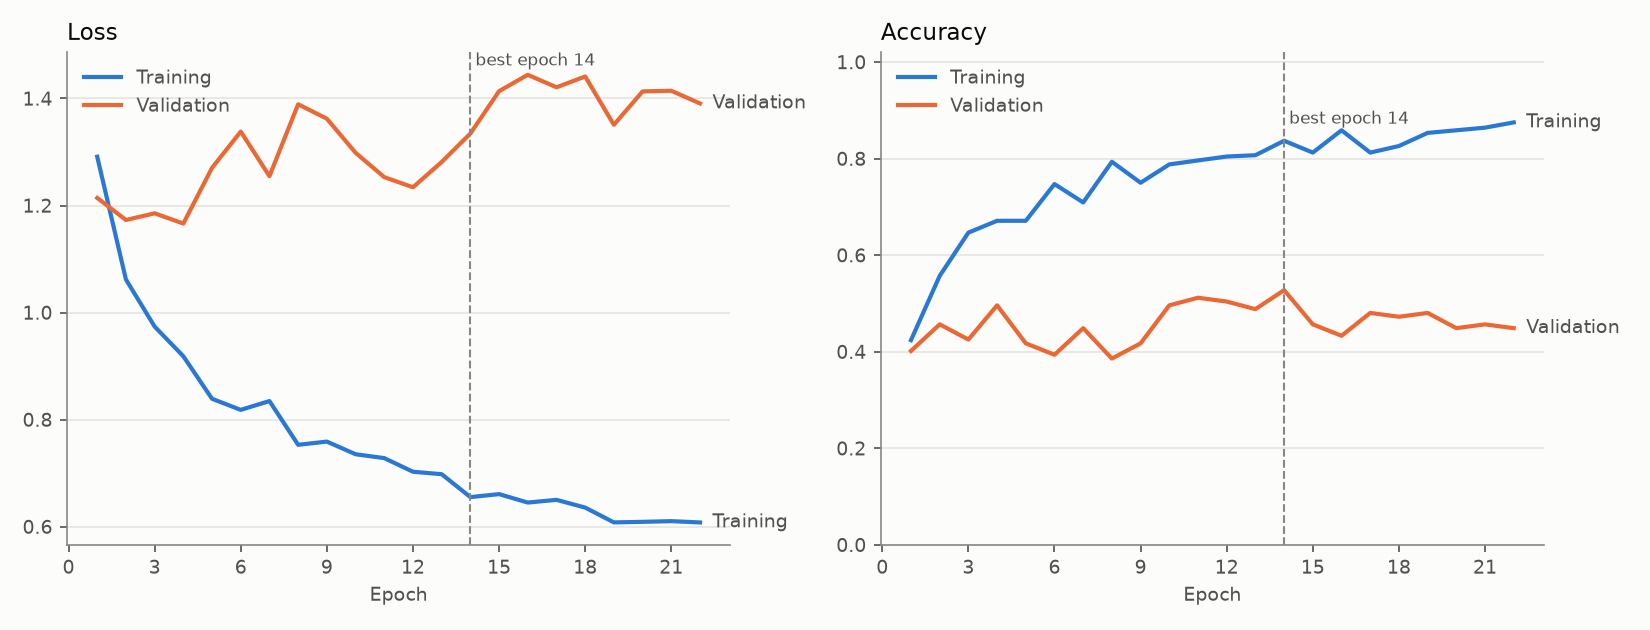 Loss
Training
Validation
best epoch 14
Validation
Training
1.4
1.2
1.0
0.8
0.6
0 3 6 9 12 15 18 21
Epoch
Accuracy
Training
Validation
best epoch 14
Training
Validation
1.0
0.8
0.6
0.4
0.2
0.0
0 3 6 9 12 15 18 21
Epoch